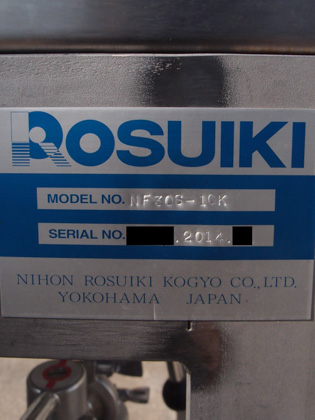 ROSUIKI
MODEL NO. NF30S-10K
SERIAL NO. .2014.
NIHON ROSUIKI KOGYO CO.,LTD.
YOKOHAMA JAPAN